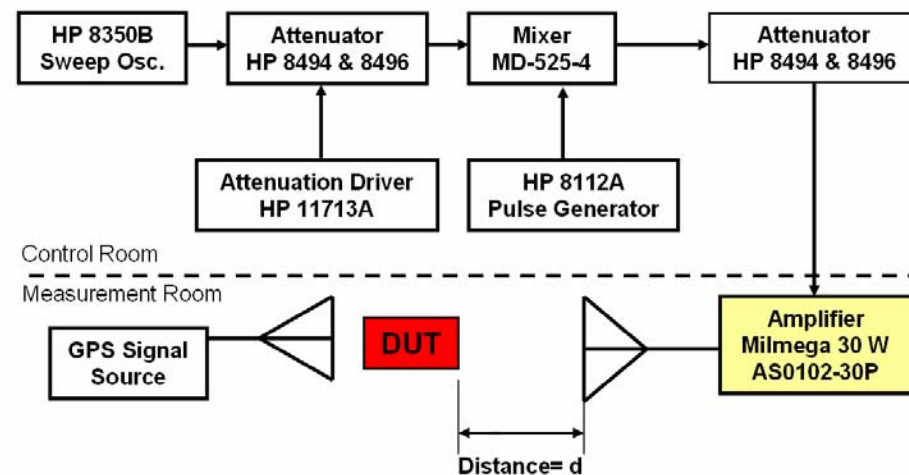 HP 8350B
Sweep Osc.
Attenuator
HP 8494 & 8496
Mixer
MD-525-4
Attenuator
HP 8494 & 8496
Attenuation Driver
HP 11713A
HP 8112A
Pulse Generator
Control Room
Measurement Room
GPS Signal
Source
DUT
Amplifier
Milmega 30 W
AS0102-30P
Distance= d